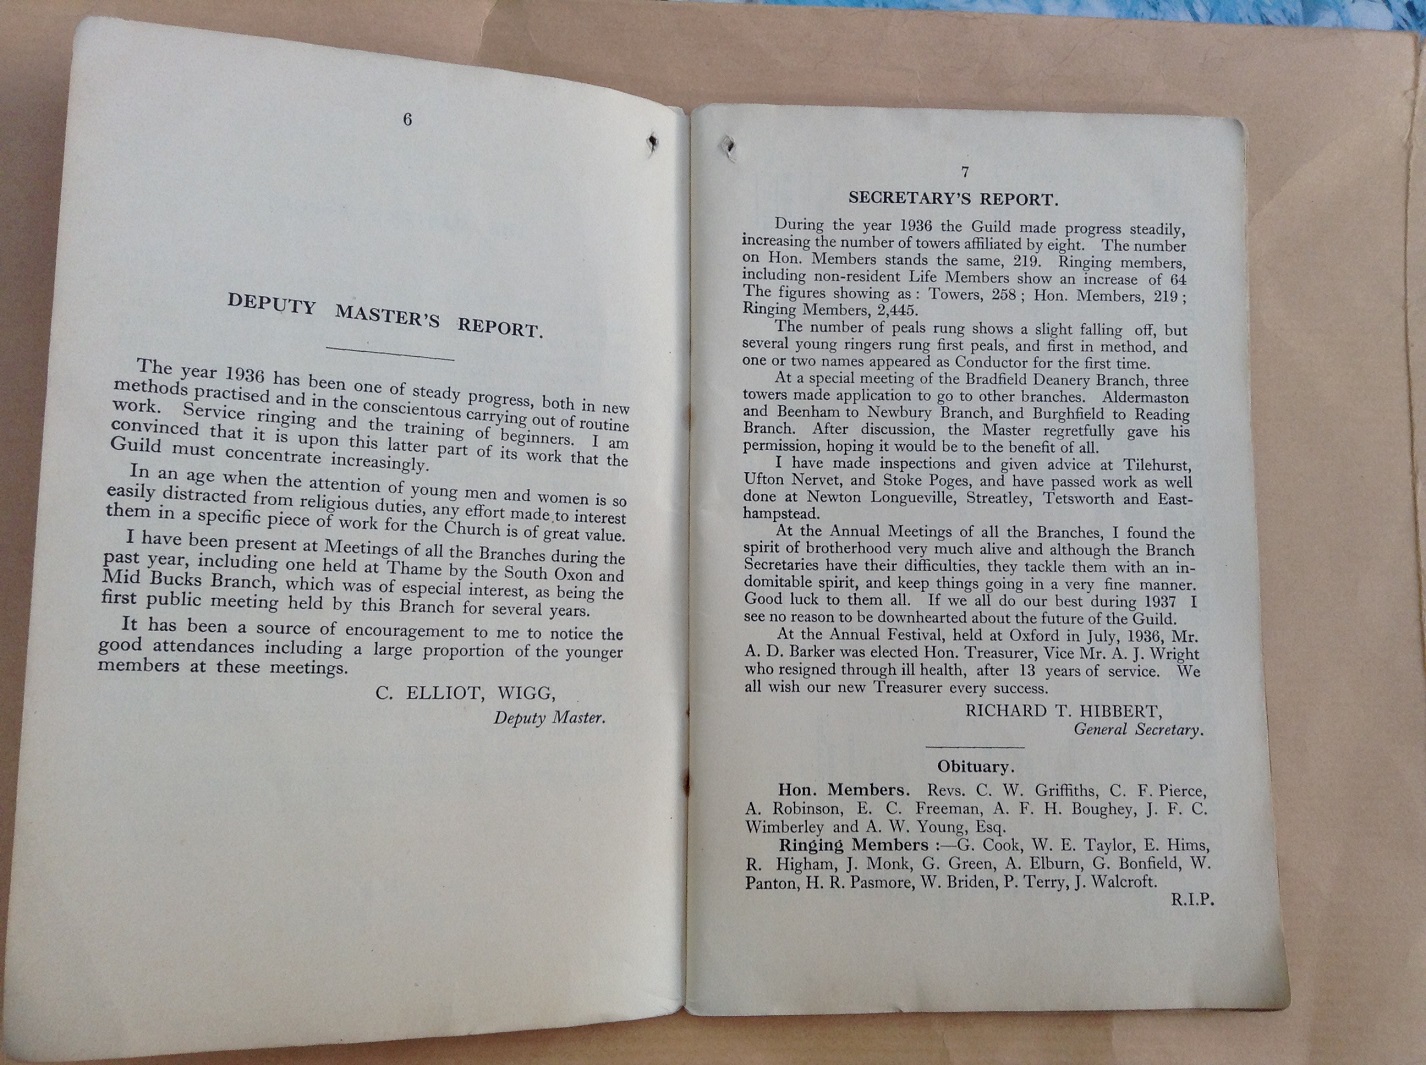 6
DEPUTY MASTER'S REPORT.
The year 1936 has been one of steady progress, both in new
methods practised and in the conscientous carrying out of routine
work. Service ringing and the training of beginners. I am
convinced that it is upon this latter part of its work that the
Guild must concentrate increasingly.
In an age when the attention of young men and women is so
easily distracted from religious duties, any effort made to interest
them in a specific piece of work for the Church is of great value.
I have been present at Meetings of all the Branches during the
past year, including one held at Thame by the South Oxon and
Mid Bucks Branch, which was of especial interest, as being the
first public meeting held by this Branch for several years.
It has been a source of encouragement to me to notice the
good attendances including a large proportion of the younger
members at these meetings.
C. ELLIOT, WIGG,
Deputy Master.
7
SECRETARY'S REPORT.
During the year 1936 the Guild made progress steadily,
increasing the number of towers affiliated by eight. The number
on Hon. Members stands the same, 219. Ringing members,
including non-resident Life Members show an increase of 64
The figures showing as : Towers, 258 ; Hon. Members, 219 ;
Ringing Members, 2,445.
The number of peals rung shows a slight falling off, but
several young ringers rung first peals, and first in method, and
one or two names appeared as Conductor for the first time.
At a special meeting of the Bradfield Deanery Branch, three
towers made application to go to other branches. Aldermaston
and Beenham to Newbury Branch, and Burghfield to Reading
Branch. After discussion, the Master regretfully gave his
permission, hoping it would be to the benefit of all.
I have made inspections and given advice at Tilehurst,
Ufton Nervet, and Stoke Poges, and have passed work as well
done at Newton Longueville, Streatley, Tetsworth and East-
hampstead.
At the Annual Meetings of all the Branches, I found the
spirit of brotherhood very much alive and although the Branch
Secretaries have their difficulties, they tackle them with an in-
domitable spirit, and keep things going in a very fine manner.
Good luck to them all. If we all do our best during 1937 I
see no reason to be downhearted about the future of the Guild.
At the Annual Festival, held at Oxford in July, 1936, Mr.
A. D. Barker was elected Hon. Treasurer, Vice Mr. A. J. Wright
who resigned through ill health, after 13 years of service. We
all wish our new Treasurer every success.
RICHARD T. HIBBERT,
General Secretary.
Obituary.
Hon. Members. Revs. C. W. Griffiths, C. F. Pierce,
A. Robinson, E. C. Freeman, A. F. H. Boughey, J. F. C.
Wimberley and A. W. Young, Esq.
Ringing Members :—G. Cook, W. E. Taylor, E. Hims,
R. Higham, J. Monk, G. Green, A. Elburn, G. Bonfield, W.
Panton, H. R. Pasmore, W. Briden, P. Terry, J. Walcroft.
R.I.P.